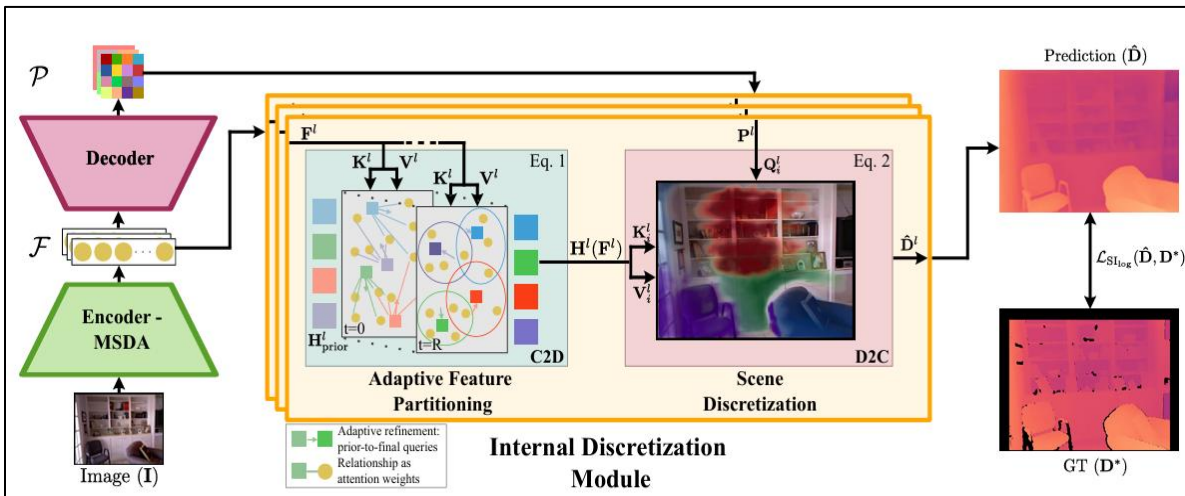 𝒫
Decoder
ℱ
Encoder -
MSDA
Image (I)
F^l
K^l
V^l
K^l
V^l
Eq. 1
H^l_prior
t=0
t=R
C2D
Adaptive Feature
Partitioning
H^l(F^l)
P^l
Q^l_i
Eq. 2
K^l_i
V^l_i
D2C
Scene
Discretization
D̂^l
Adaptive refinement:
prior-to-final queries
Relationship as
attention weights
Internal Discretization
Module
Prediction (D̂)
ℒ_SI_log(D̂, D*)
GT (D*)